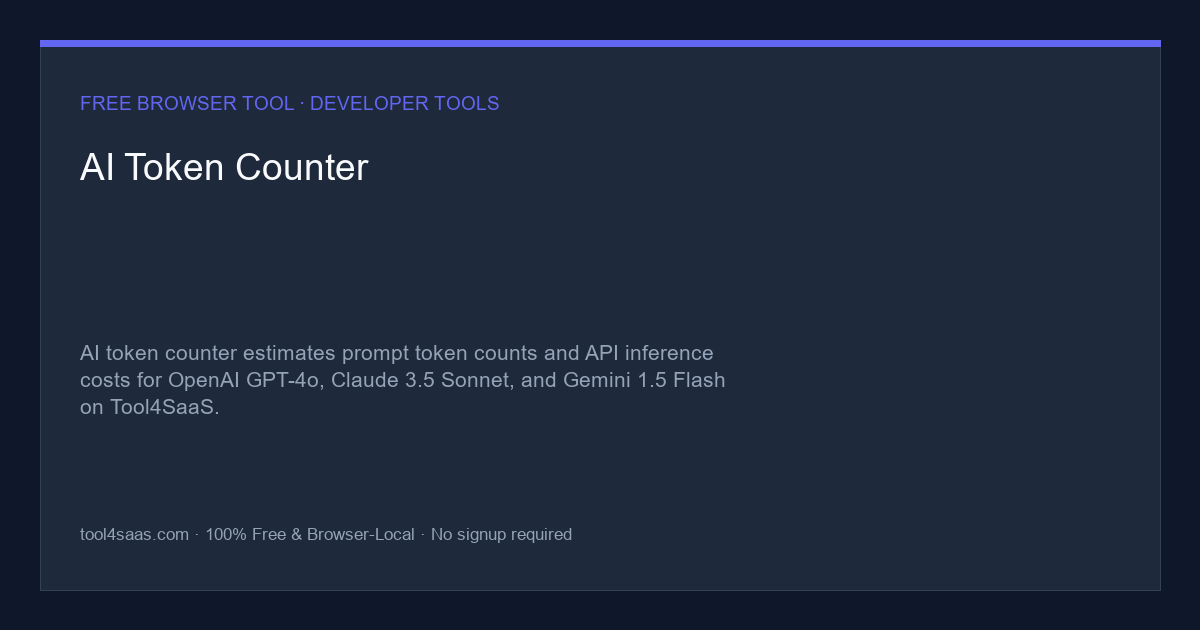 FREE BROWSER TOOL · DEVELOPER TOOLS
AI Token Counter
AI token counter estimates prompt token counts and API inference
costs for OpenAI GPT-4o, Claude 3.5 Sonnet, and Gemini 1.5 Flash
on Tool4SaaS.
tool4saas.com · 100% Free & Browser-Local · No signup required